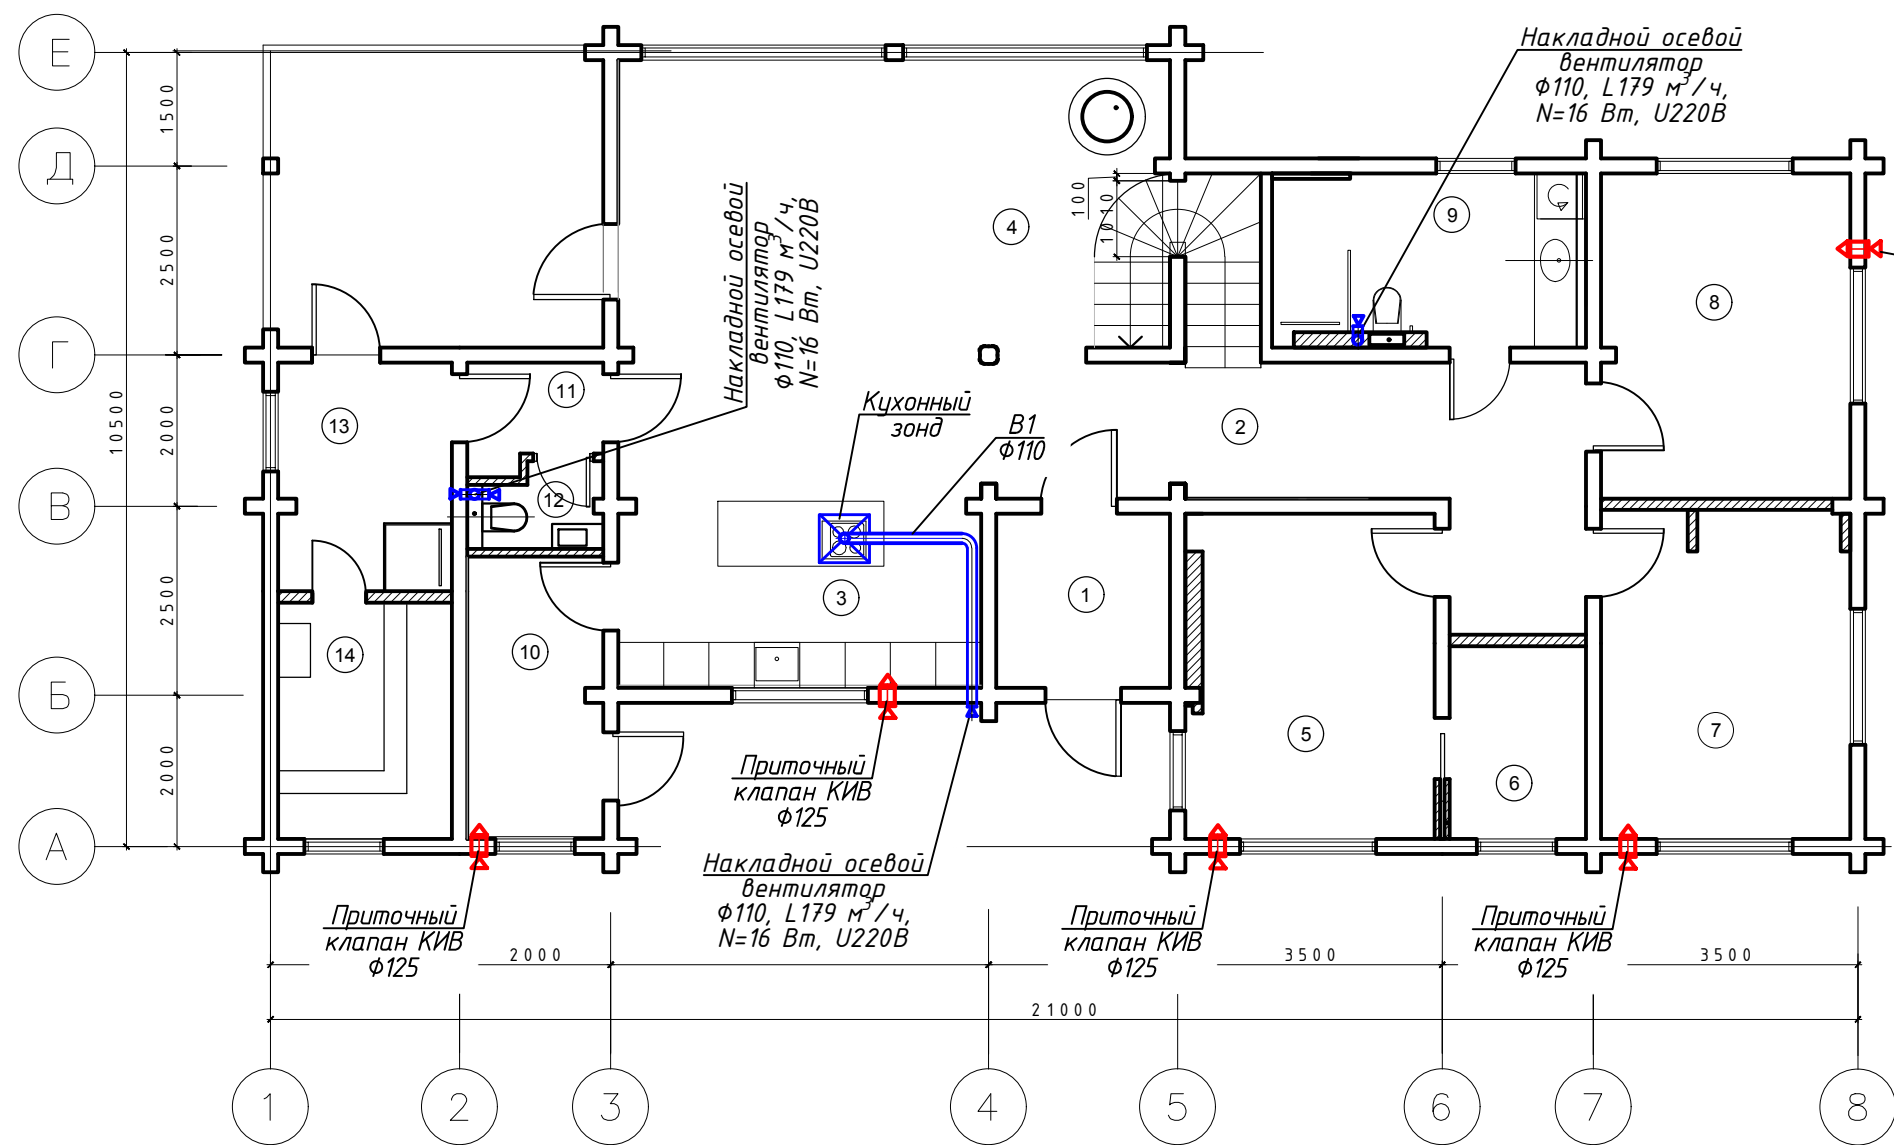 Е
Д
Г
В
Б
А
1500
2500
2000
2500
2000
10500
Накладной осевой
вентилятор
Ф110, L179 м³/ч,
N=16 Вт, U220В
Накладной осевой
вентилятор
Ф110, L179 м³/ч,
N=16 Вт, U220В
100
1010
4
9
8
11
13
12
2
Кухонный
зонд
В1
Ф110
3
1
10
14
5
6
7
Приточный
клапан КИВ
Ф125
Накладной осевой
вентилятор
Ф110, L179 м³/ч,
N=16 Вт, U220В
Приточный
клапан КИВ
Ф125
Приточный
клапан КИВ
Ф125
Приточный
клапан КИВ
Ф125
2000
3500
3500
21000
1
2
3
4
5
6
7
8